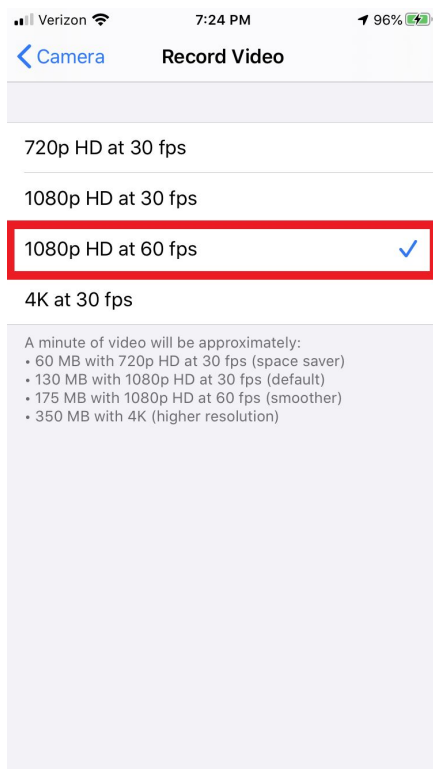 Verizon 7:24 PM 96%
Camera Record Video
720p HD at 30 fps
1080p HD at 30 fps
1080p HD at 60 fps
4K at 30 fps
A minute of video will be approximately:
• 60 MB with 720p HD at 30 fps (space saver)
• 130 MB with 1080p HD at 30 fps (default)
• 175 MB with 1080p HD at 60 fps (smoother)
• 350 MB with 4K (higher resolution)